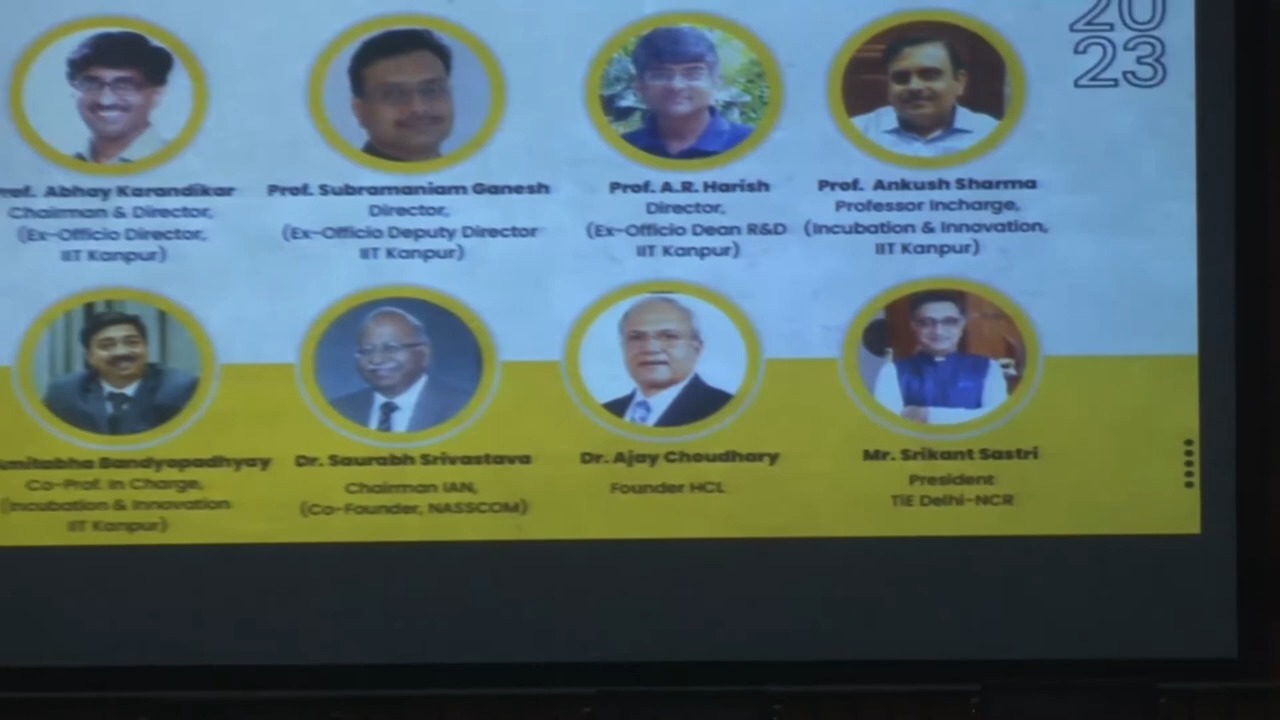 20
23
Prof. Abhay Karandikar
Chairman & Director,
(Ex-Officio Director,
IIT Kanpur)
Prof. Subramaniam Ganesh
Director,
(Ex-Officio Deputy Director
IIT Kanpur)
Prof. A.R. Harish
Director,
(Ex-Officio Dean R&D
IIT Kanpur)
Prof. Ankush Sharma
Professor Incharge,
(Incubation & Innovation,
IIT Kanpur)
Amitabha Bandyopadhyay
Co-Prof. In Charge,
(Incubation & Innovation
IIT Kanpur)
Dr. Saurabh Srivastava
Chairman IAN,
(Co-Founder, NASSCOM)
Dr. Ajay Choudhary
Founder HCL
Mr. Srikant Sastri
President
TiE Delhi-NCR